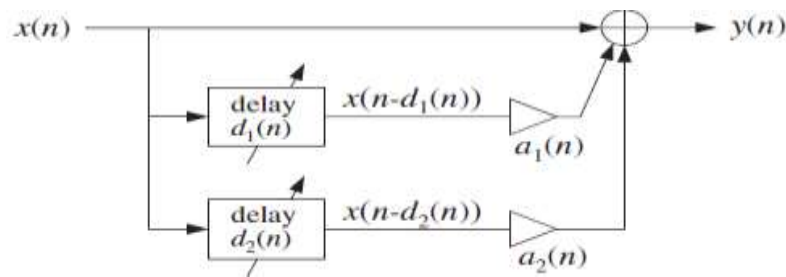 x(n) y(n)
delay
d₁(n)
x(n-d₁(n))
a₁(n)
delay
d₂(n)
x(n-d₂(n))
a₂(n)